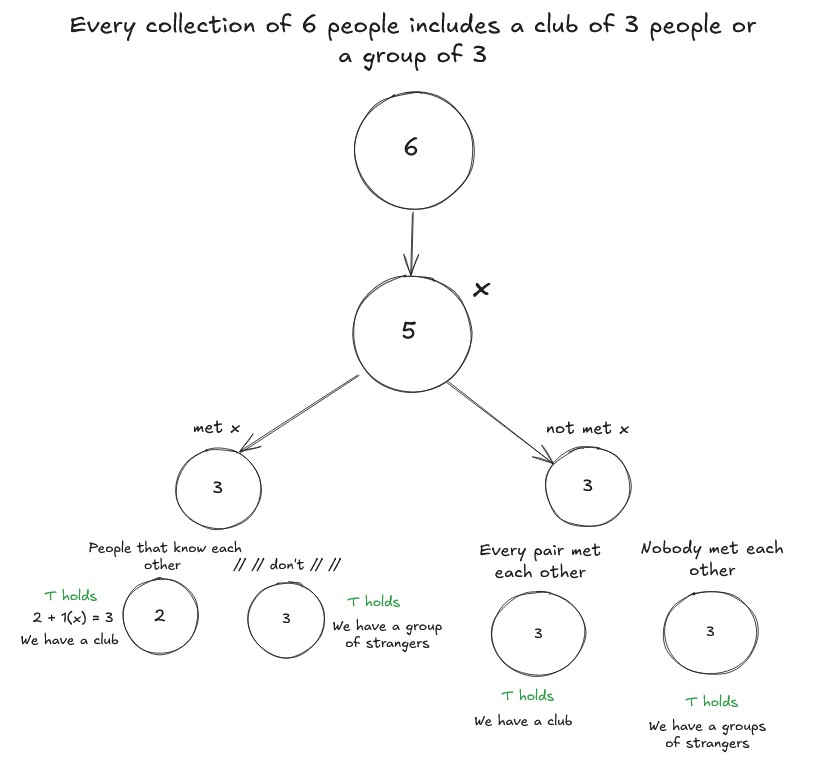 Every collection of 6 people includes a club of 3 people or
a group of 3
6
x
5
met x
not met x
3
3
People that know each
other
// // don't // //
Every pair met
each other
Nobody met each
other
T holds
2 + 1(x) = 3
We have a club
2
3
T holds
We have a group
of strangers
3
3
T holds
We have a club
T holds
We have a groups
of strangers